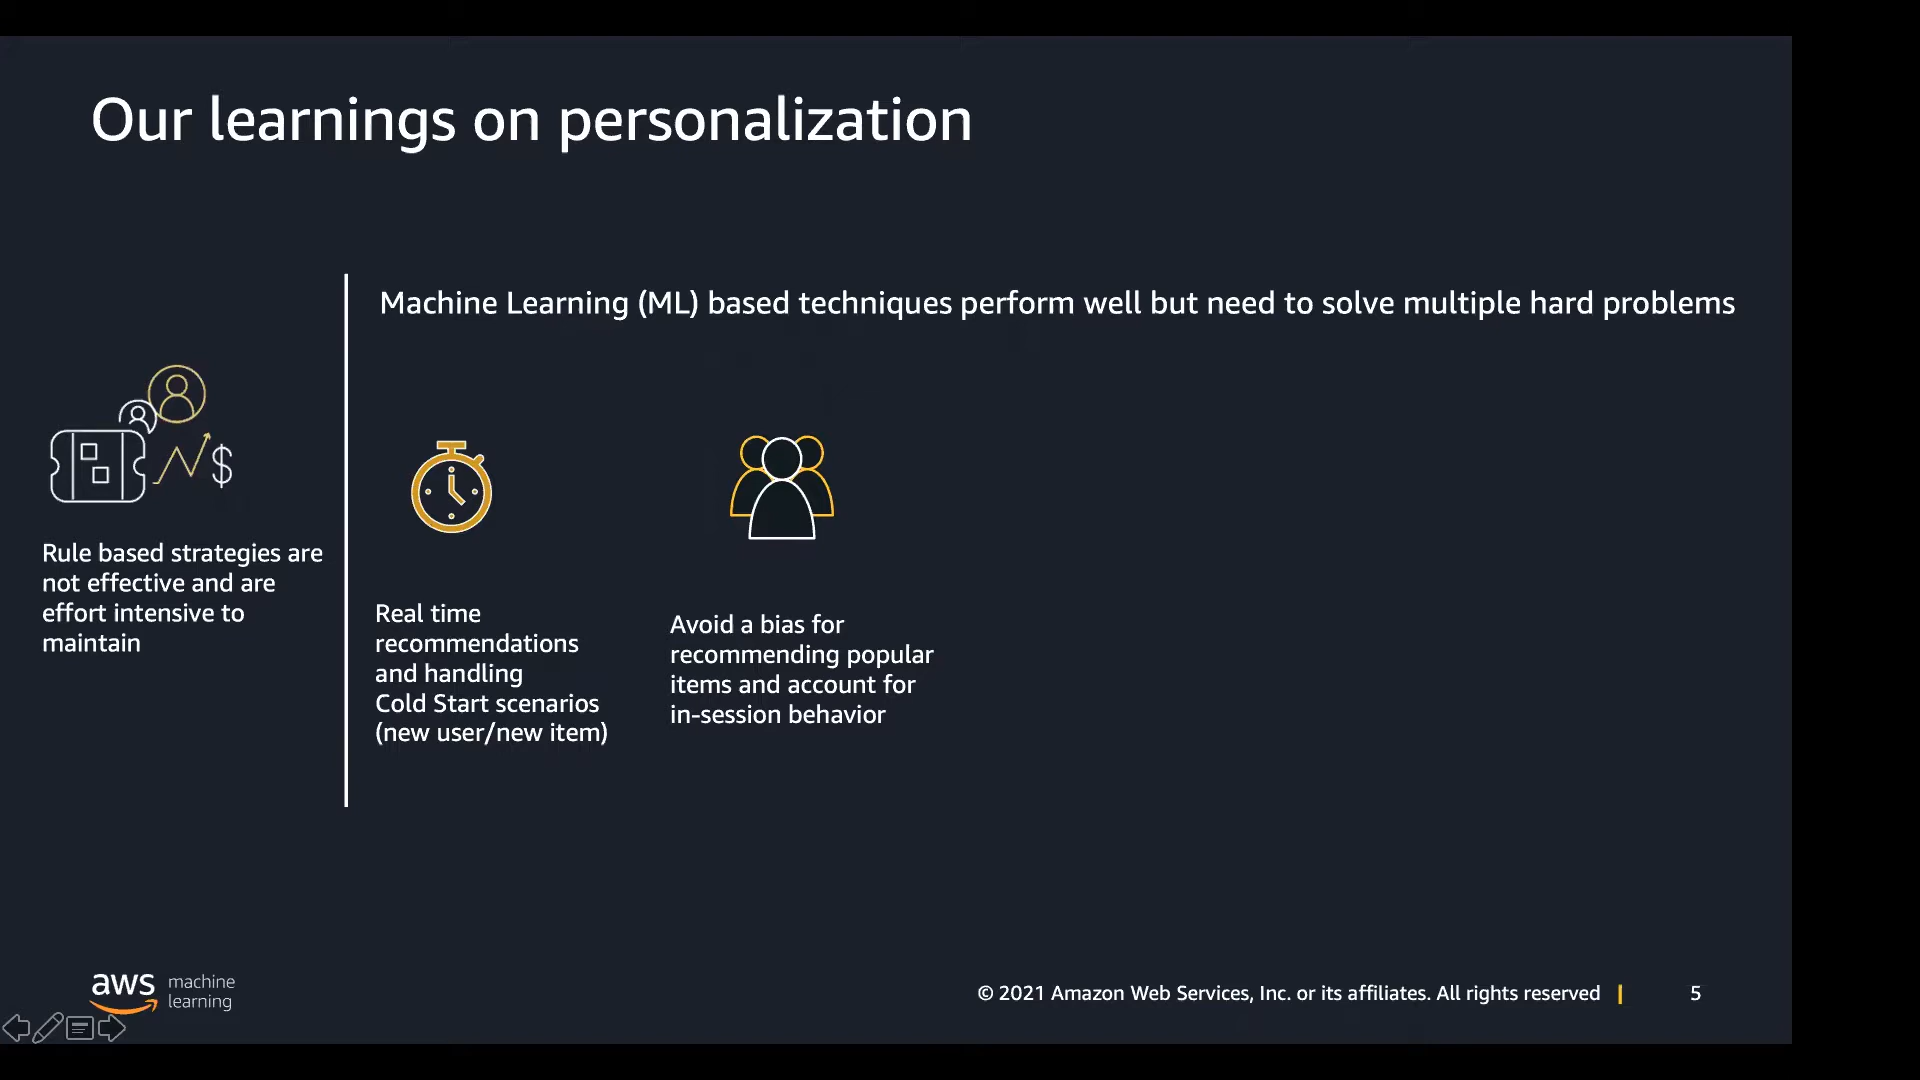 Our learnings on personalization
Machine Learning (ML) based techniques perform well but need to solve multiple hard problems
$
Rule based strategies are
not effective and are
effort intensive to
maintain
Real time
recommendations
and handling
Cold Start scenarios
(new user/new item)
Avoid a bias for
recommending popular
items and account for
in-session behavior
aws machine
learning
© 2021 Amazon Web Services, Inc. or its affiliates. All rights reserved | 5